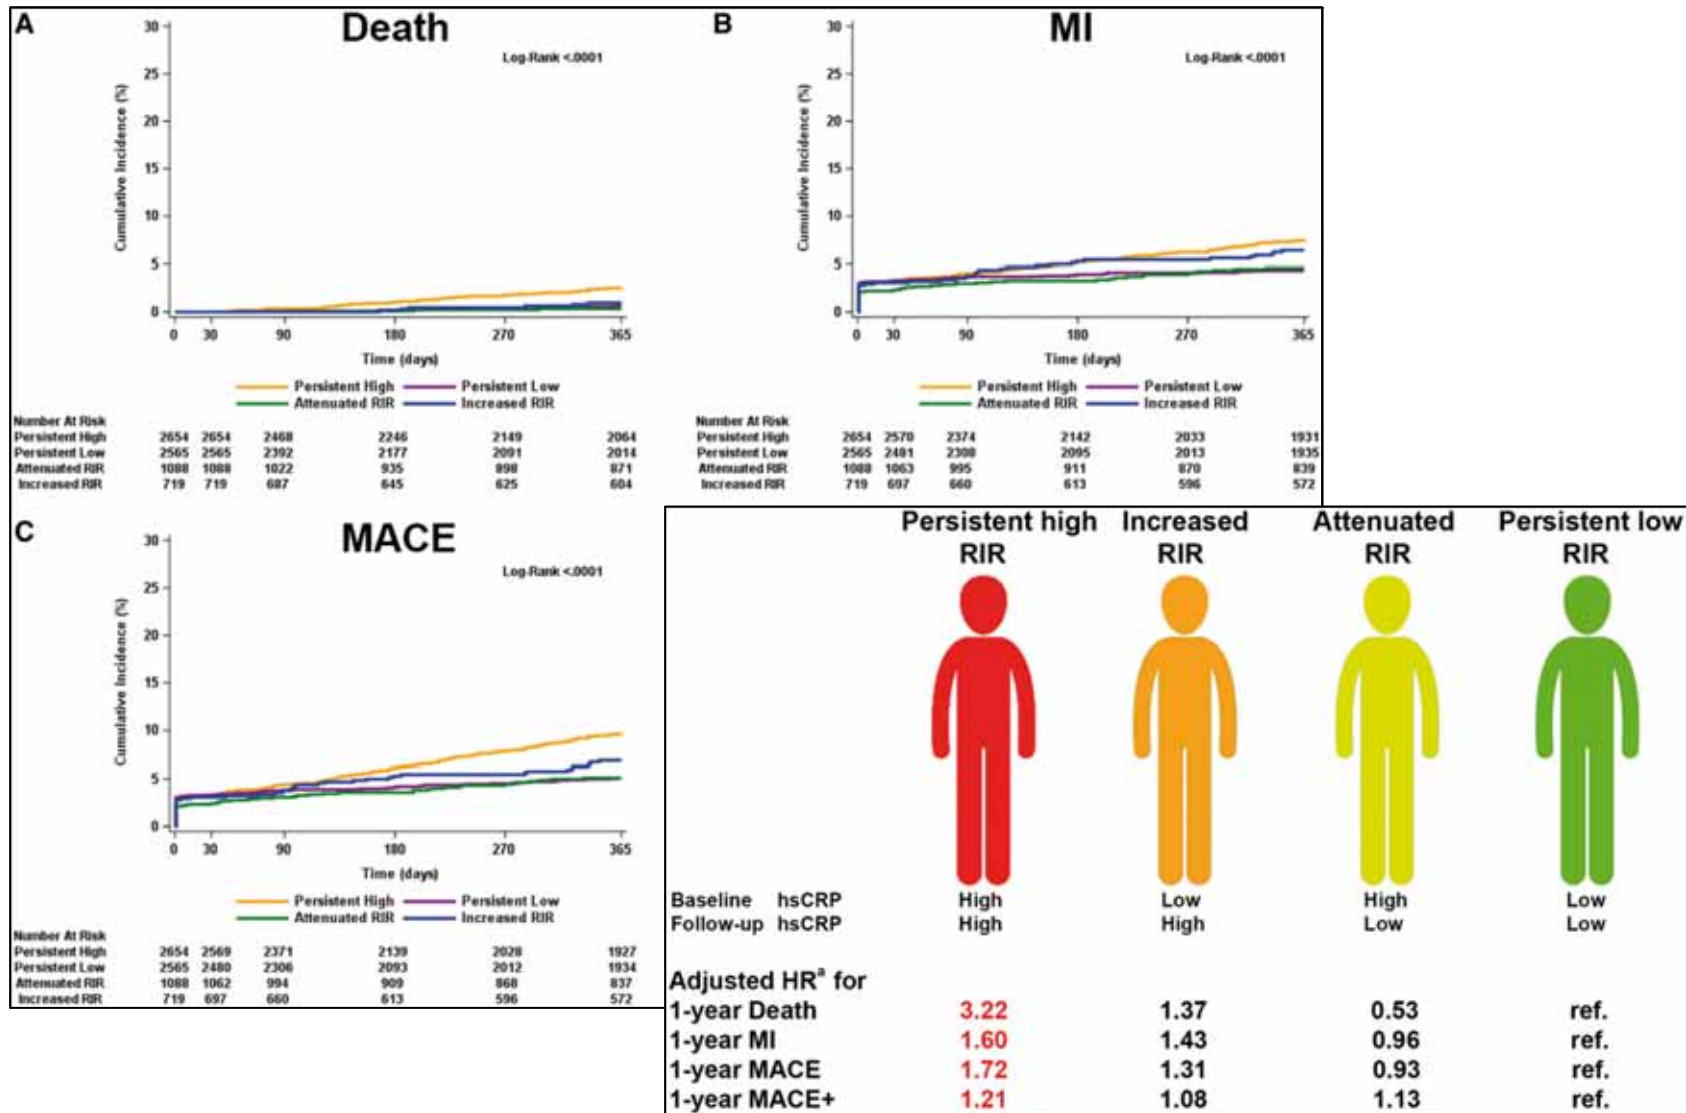 A
Death
Log-Rank <.0001
Cumulative Incidence (%)
30
25
20
15
10
5
0
0 30 90 180 270 365
Time (days)
Persistent High Persistent Low
Attenuated RIR Increased RIR
Number At Risk
Persistent High 2654 2654 2468 2246 2149 2064
Persistent Low 2565 2565 2392 2177 2091 2014
Attenuated RIR 1088 1088 1022 935 898 871
Increased RIR 719 719 687 645 625 604
B
MI
Log-Rank <.0001
Cumulative Incidence (%)
30
25
20
15
10
5
0
0 30 90 180 270 365
Time (days)
Persistent High Persistent Low
Attenuated RIR Increased RIR
Number At Risk
Persistent High 2654 2570 2374 2142 2033 1931
Persistent Low 2565 2481 2308 2095 2013 1935
Attenuated RIR 1088 1063 995 911 870 839
Increased RIR 719 697 660 613 596 572
C
MACE
Log-Rank <.0001
Cumulative Incidence (%)
30
25
20
15
10
5
0
0 30 90 180 270 365
Time (days)
Persistent High Persistent Low
Attenuated RIR Increased RIR
Number At Risk
Persistent High 2654 2569 2371 2139 2028 1927
Persistent Low 2565 2480 2306 2093 2012 1934
Attenuated RIR 1088 1062 994 909 868 837
Increased RIR 719 697 660 613 596 572
Persistent high Increased Attenuated Persistent low
RIR RIR RIR RIR
Baseline hsCRP High Low High Low
Follow-up hsCRP High High Low Low
Adjusted HRᵃ for
1-year Death 3.22 1.37 0.53 ref.
1-year MI 1.60 1.43 0.96 ref.
1-year MACE 1.72 1.31 0.93 ref.
1-year MACE+ 1.21 1.08 1.13 ref.